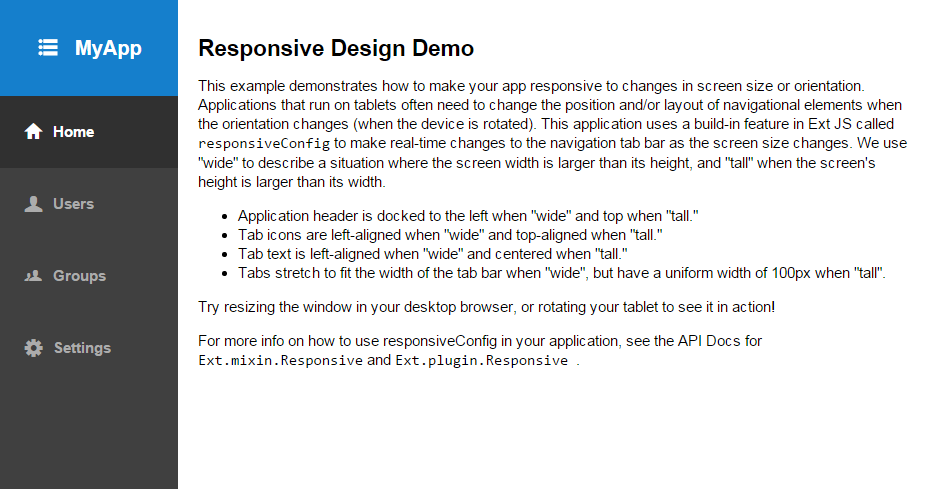 MyApp
Home
Users
Groups
Settings
Responsive Design Demo
This example demonstrates how to make your app responsive to changes in screen size or orientation.
Applications that run on tablets often need to change the position and/or layout of navigational elements when
the orientation changes (when the device is rotated). This application uses a build-in feature in Ext JS called
responsiveConfig to make real-time changes to the navigation tab bar as the screen size changes. We use
"wide" to describe a situation where the screen width is larger than its height, and "tall" when the screen's
height is larger than its width.
• Application header is docked to the left when "wide" and top when "tall."
• Tab icons are left-aligned when "wide" and top-aligned when "tall."
• Tab text is left-aligned when "wide" and centered when "tall."
• Tabs stretch to fit the width of the tab bar when "wide", but have a uniform width of 100px when "tall".
Try resizing the window in your desktop browser, or rotating your tablet to see it in action!
For more info on how to use responsiveConfig in your application, see the API Docs for
Ext.mixin.Responsive and Ext.plugin.Responsive .